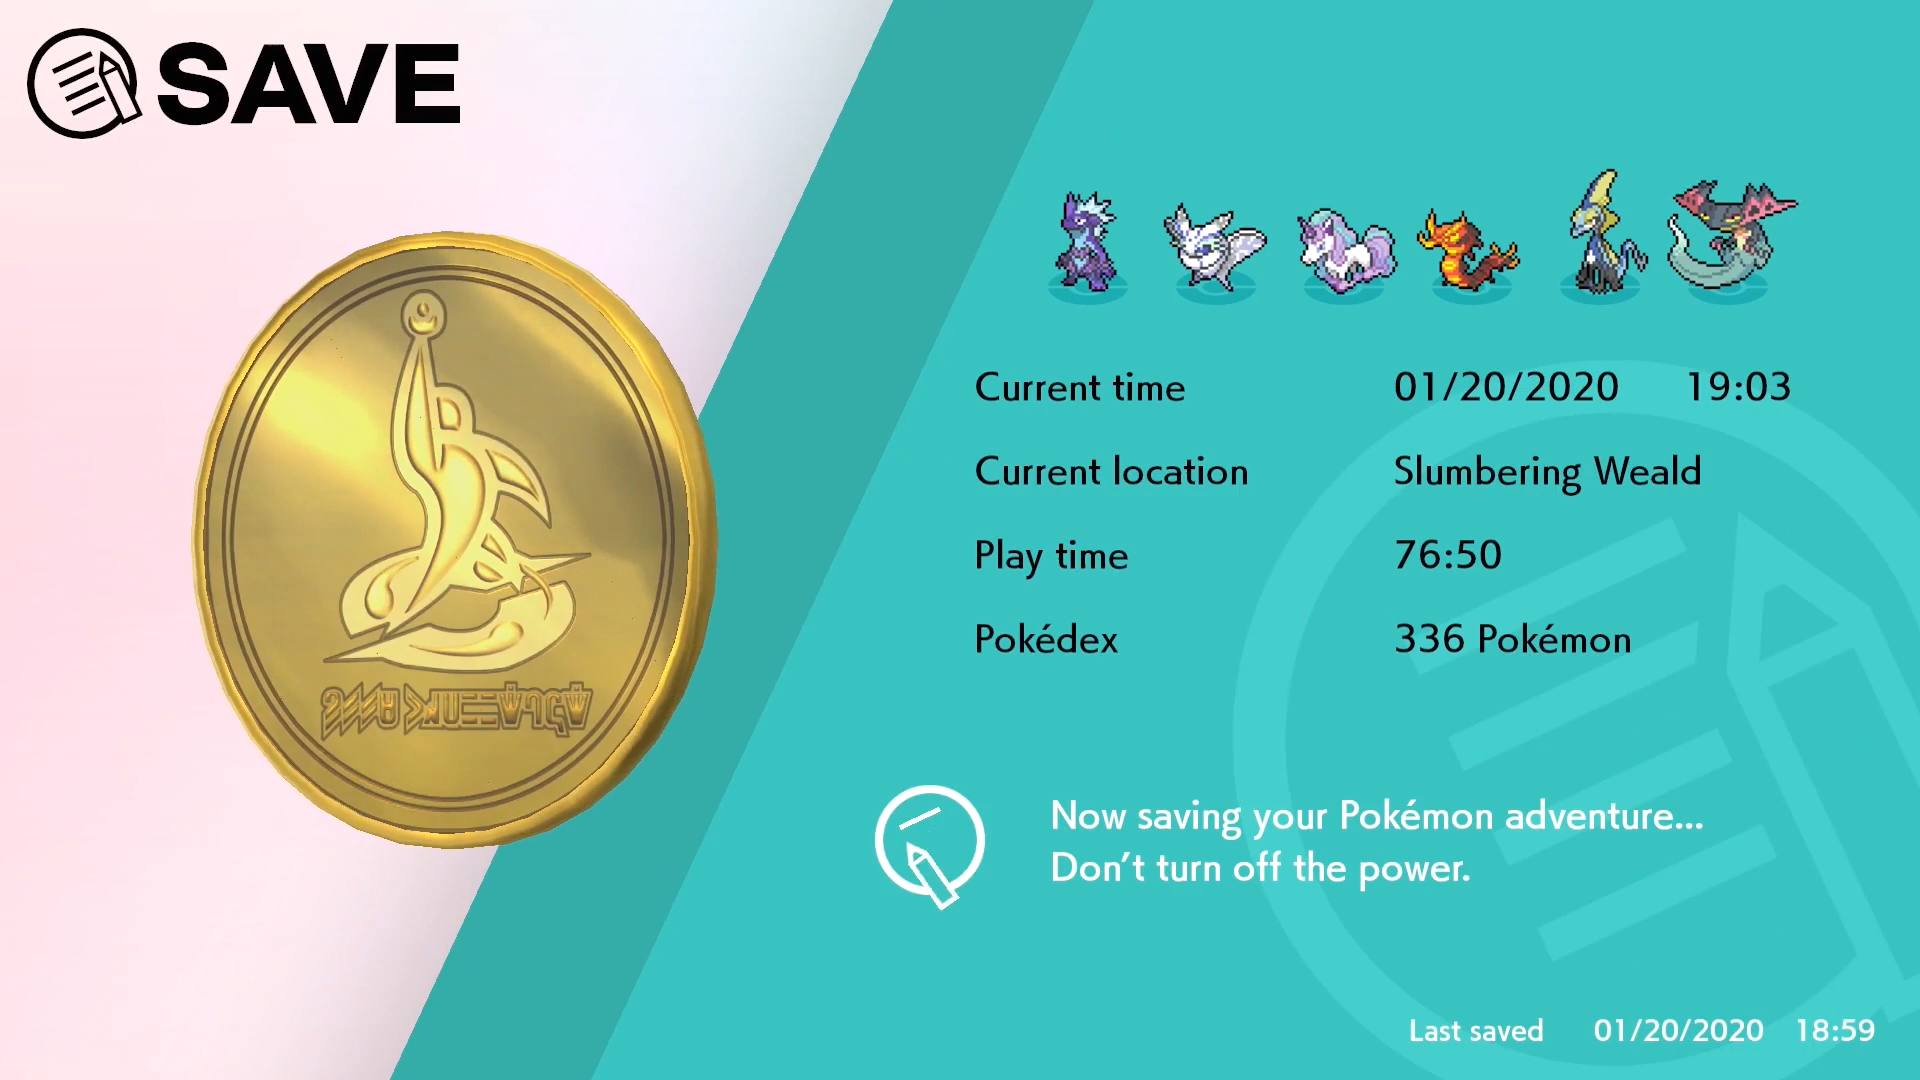 SAVE
Current time 01/20/2020 19:03
Current location Slumbering Weald
Play time 76:50
Pokédex 336 Pokémon
Now saving your Pokémon adventure...
Don't turn off the power.
Last saved 01/20/2020 18:59